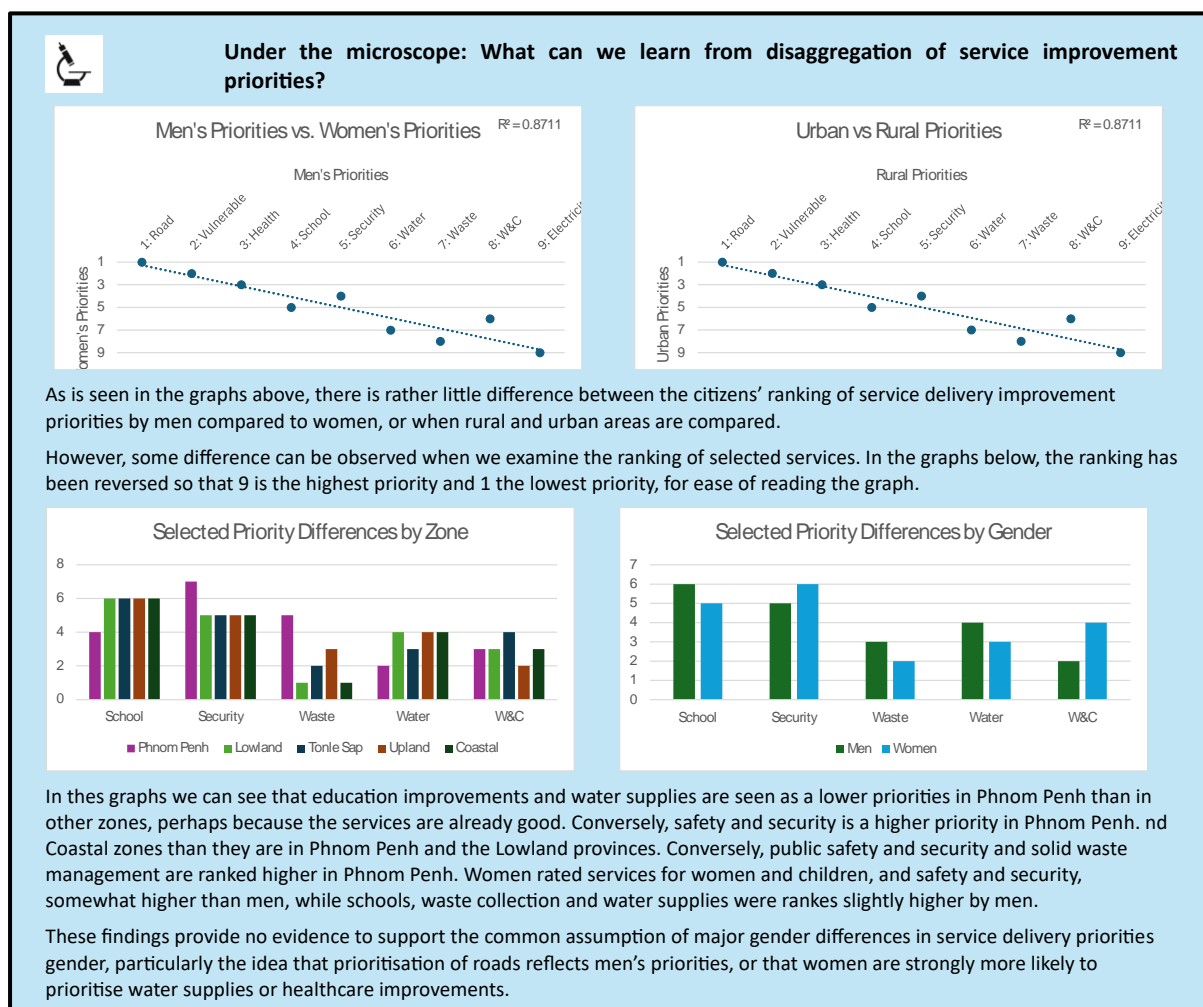 Under the microscope: What can we learn from disaggregation of service improvement
priorities?
Men's Priorities vs. Women's Priorities
R² = 0.8711
Men's Priorities
1: Road
2: Vulnerable
3: Health
4: School
5: Security
6: Water
7: Waste
8: W&C
9: Electricit
omen's Priorities
1
3
5
7
9
Urban vs Rural Priorities
R² = 0.8711
Rural Priorities
1: Road
2: Vulnerable
3: Health
4: School
5: Security
6: Water
7: Waste
8: W&C
9: Electricit
Urban Priorities
1
3
5
7
9
As is seen in the graphs above, there is rather little difference between the citizens' ranking of service delivery improvement
priorities by men compared to women, or when rural and urban areas are compared.
However, some difference can be observed when we examine the ranking of selected services. In the graphs below, the ranking has
been reversed so that 9 is the highest priority and 1 the lowest priority, for ease of reading the graph.
Selected Priority Differences by Zone
8
6
4
2
0
School Security Waste Water W&C
Phnom Penh Lowland Tonle Sap Upland Coastal
Selected Priority Differences by Gender
7
6
5
4
3
2
1
0
School Security Waste Water W&C
Men Women
In thes graphs we can see that education improvements and water supplies are seen as a lower priorities in Phnom Penh than in
other zones, perhaps because the services are already good. Conversely, safety and security is a higher priority in Phnom Penh. nd
Coastal zones than they are in Phnom Penh and the Lowland provinces. Conversely, public safety and security and solid waste
management are ranked higher in Phnom Penh. Women rated services for women and children, and safety and security,
somewhat higher than men, while schools, waste collection and water supplies were rankes slightly higher by men.
These findings provide no evidence to support the common assumption of major gender differences in service delivery priorities
gender, particularly the idea that prioritisation of roads reflects men's priorities, or that women are strongly more likely to
prioritise water supplies or healthcare improvements.